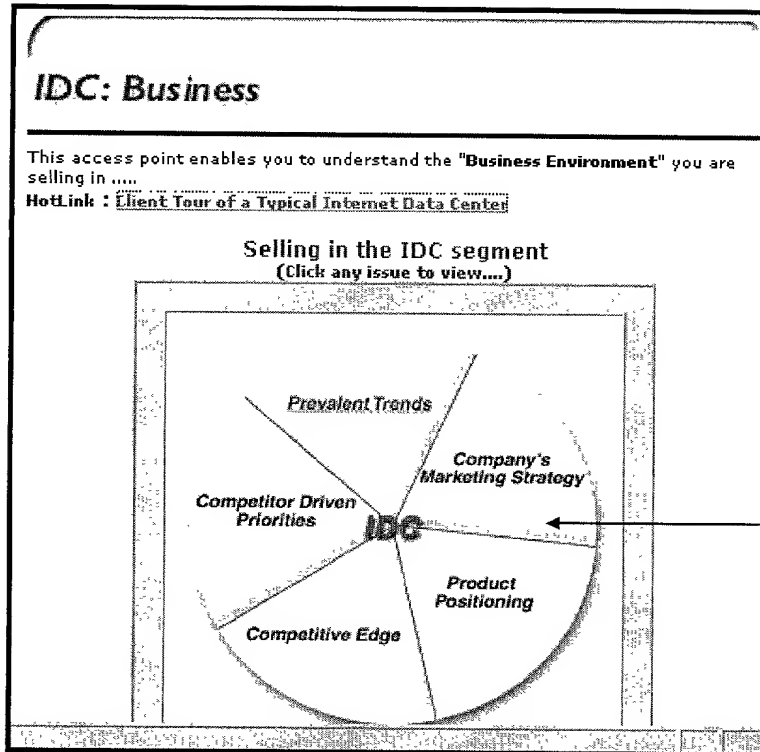 IDC: Business
This access point enables you to understand the "Business Environment" you are
selling in .....
HotLink : Client Tour of a Typical Internet Data Center
Selling in the IDC segment
(Click any issue to view....)
Prevalent Trends
Company's
Marketing Strategy
Competitor Driven
Priorities
IDC
Product
Positioning
Competitive Edge